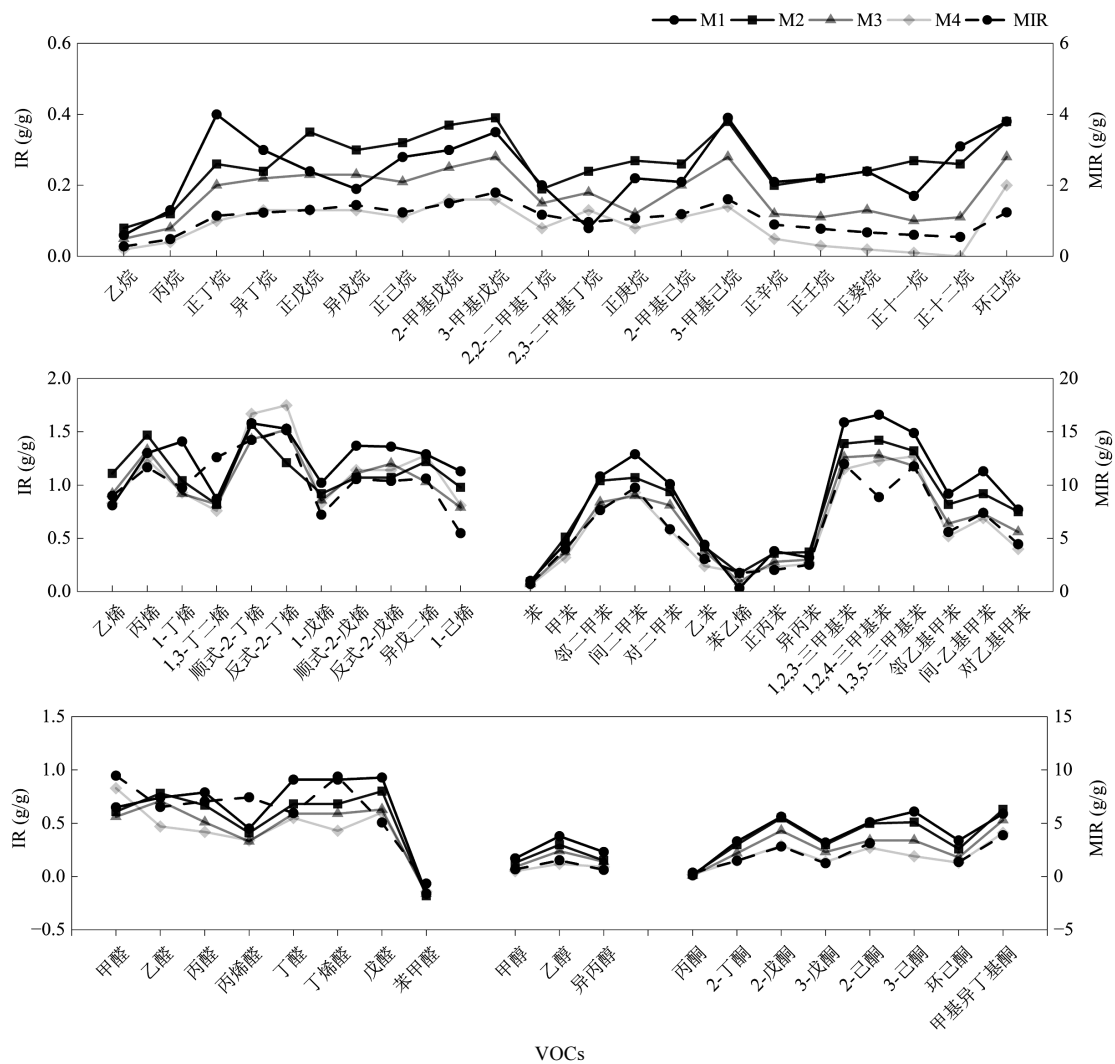 M1 M2 M3 M4 MIR
0.6 6
0.4 4
0.2 2
0.0 0
IR (g/g)
MIR (g/g)
乙烷 丙烷 正丁烷 异丁烷 正戊烷 异戊烷 正己烷 2-甲基戊烷 3-甲基戊烷 2,2-二甲基丁烷 2,3-二甲基丁烷 正庚烷 2-甲基己烷 3-甲基己烷 正辛烷 正壬烷 正葵烷 正十一烷 正十二烷 环己烷
2.0 20
1.5 15
1.0 10
0.5 5
0.0 0
IR (g/g)
MIR (g/g)
乙烯 丙烯 1-丁烯 1,3-丁二烯 顺式-2-丁烯 反式-2-丁烯 1-戊烯 顺式-2-戊烯 反式-2-戊烯 异戊二烯 1-己烯 苯 甲苯 邻二甲苯 间二甲苯 对二甲苯 乙苯 苯乙烯 正丙苯 异丙苯 1,2,3-三甲基苯 1,2,4-三甲基苯 1,3,5-三甲基苯 邻乙基甲苯 间-乙基甲苯 对乙基甲苯
1.5 15
1.0 10
0.5 5
0 0
−0.5 −5
IR (g/g)
MIR (g/g)
甲醛 乙醛 丙醛 丙烯醛 丁醛 丁烯醛 戊醛 苯甲醛 甲醇 乙醇 异丙醇 丙酮 2-丁酮 2-戊酮 3-戊酮 2-己酮 3-己酮 环己酮 甲基异丁基酮
VOCs